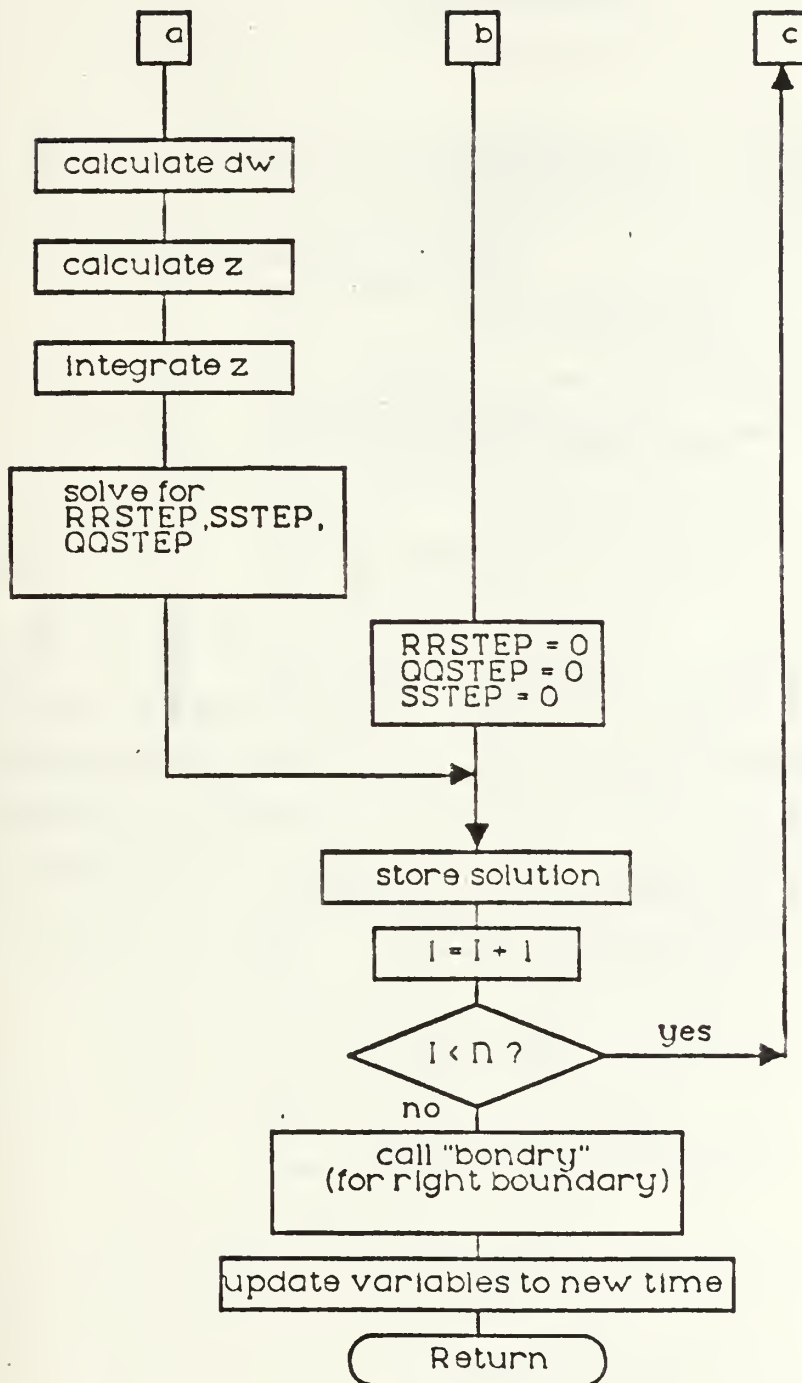 a
b
c
calculate dw
calculate z
integrate z
solve for
RRSTEP,SSTEP,
QQSTEP
RRSTEP = 0
QQSTEP = 0
SSTEP = 0
store solution
I = I + 1
I < N ?
yes
no
call "bondry"
(for right boundary)
update variables to new time
Return